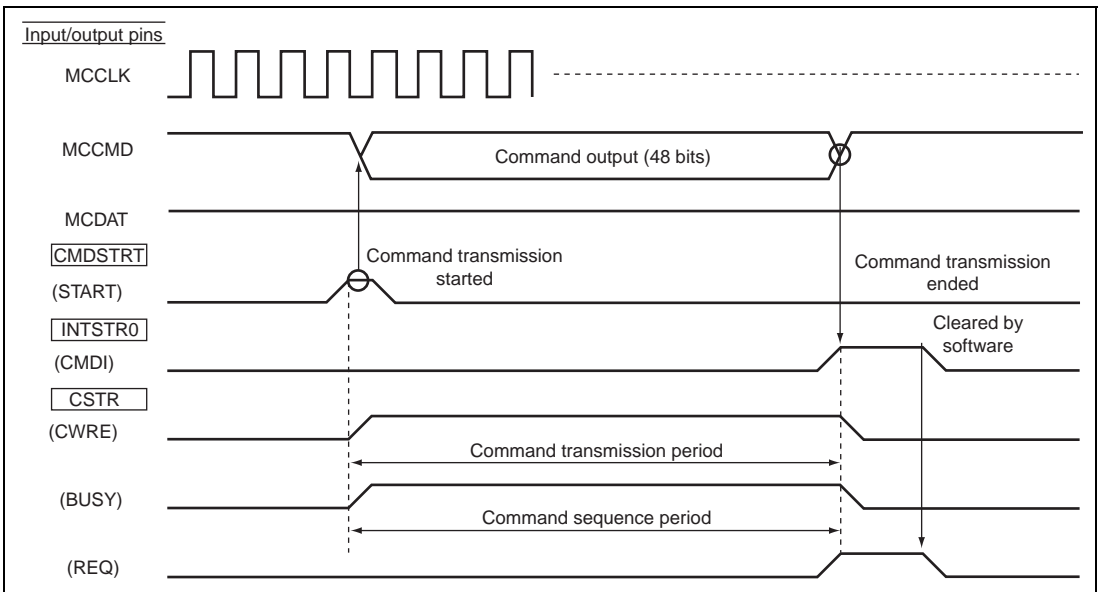 Input/output pins
MCCLK
MCCMD
Command output (48 bits)
MCDAT
CMDSTRT
(START)
Command transmission
started
Command transmission
ended
INTSTR0
(CMDI)
Cleared by
software
CSTR
(CWRE)
Command transmission period
(BUSY)
Command sequence period
(REQ)